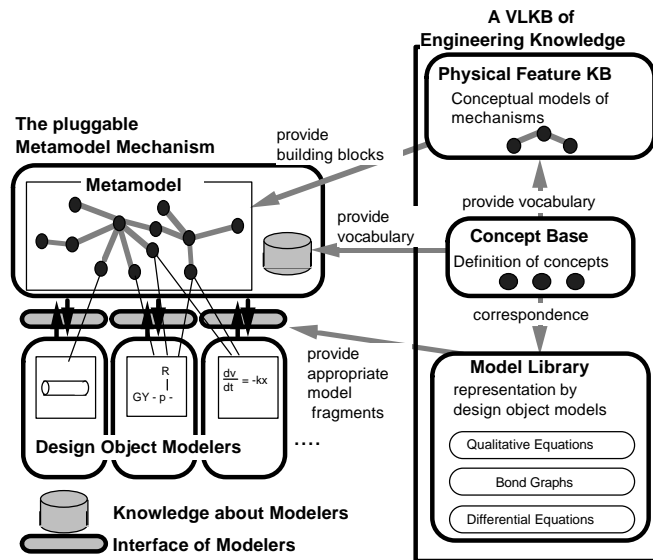 A VLKB of
Engineering Knowledge
Physical Feature KB
Conceptual models of
mechanisms
The pluggable
Metamodel Mechanism
provide
building blocks
Metamodel
provide vocabulary
provide
vocabulary
Concept Base
Definition of concepts
correspondence
provide
appropriate
model
fragments
Model Library
representation by
design object models
Qualitative Equations
Bond Graphs
Differential Equations
R
GY - p -
dv
dt
= -kx
Design Object Modelers
....
Knowledge about Modelers
Interface of Modelers